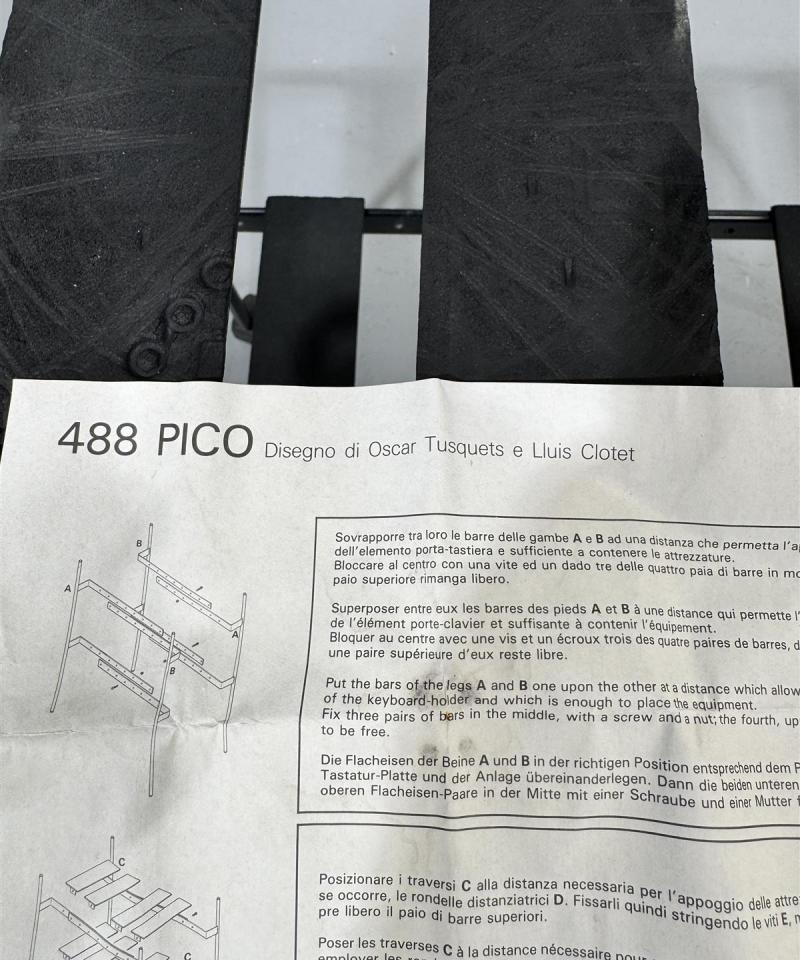 488 PICO Disegno di Oscar Tusquets e Lluis Clotet
B
A
A
B
Sovrapporre tra loro le barre delle gambe A e B ad una distanza che permetta
dell'elemento porta-tastiera e sufficiente a contenere le attrezzature.
Bloccare al centro con una vite ed un dado tre delle quattro paia di barre in
paio superiore rimanga libero.
Superposer entre eux les barres des pieds A et B à une distance qui permette
de l'élément porte-clavier et suffisante à contenir l'équipement.
Bloquer au centre avec une vis et un écroux trois des quatre paires de barres,
une paire supérieure d'eux reste libre.
Put the bars of the legs A and B one upon the other at a distance which allow
of the keyboard-holder and which is enough to place the equipment.
Fix three pairs of bars in the middle, with a screw and a nut; the fourth, up
to be free.
Die Flacheisen der Beine A und B in der richtigen Position entsprechend dem
Tastatur-Platte und der Anlage übereinanderlegen. Dann die beiden unteren
oberen Flacheisen-Paare in der Mitte mit einer Schraube und einer Mutter
C
C
Posizionare i traversi C alla distanza necessaria per l'appoggio delle
se occorre, le rondelle distanziatrici D. Fissarli quindi stringendo le viti E,
pre libero il paio di barre superiori.
Poser les traverses C à la distance nécessaire pour
employer les